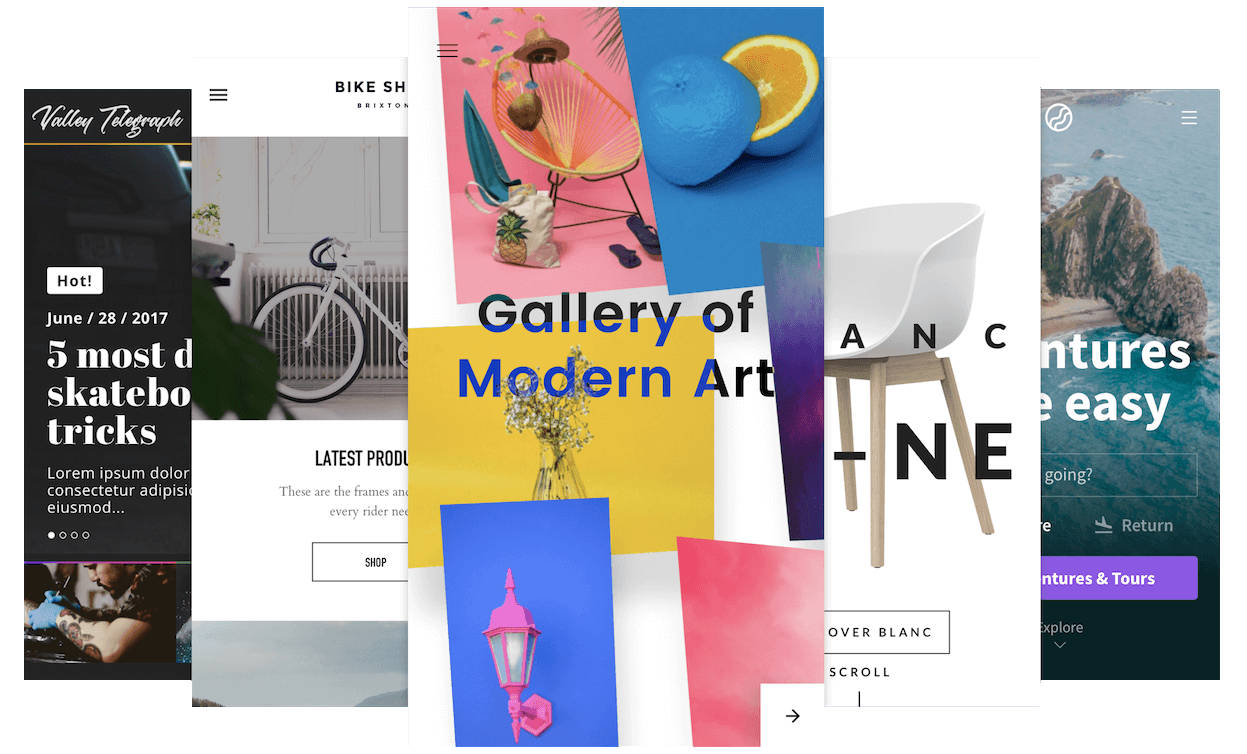 Valley Telegraph
Hot!
June / 28 / 2017
5 most d
skatebo
tricks
Lorem ipsum dolor
consectetur adipisic
eiusmod...
BIKE SH
BRIXTON
LATEST PRODU
These are the frames and
every rider nee
SHOP
Gallery of
Modern Art
A N C
–NE
OVER BLANC
SCROLL
ntures
e easy
going?
re
Return
ntures & Tours
Explore